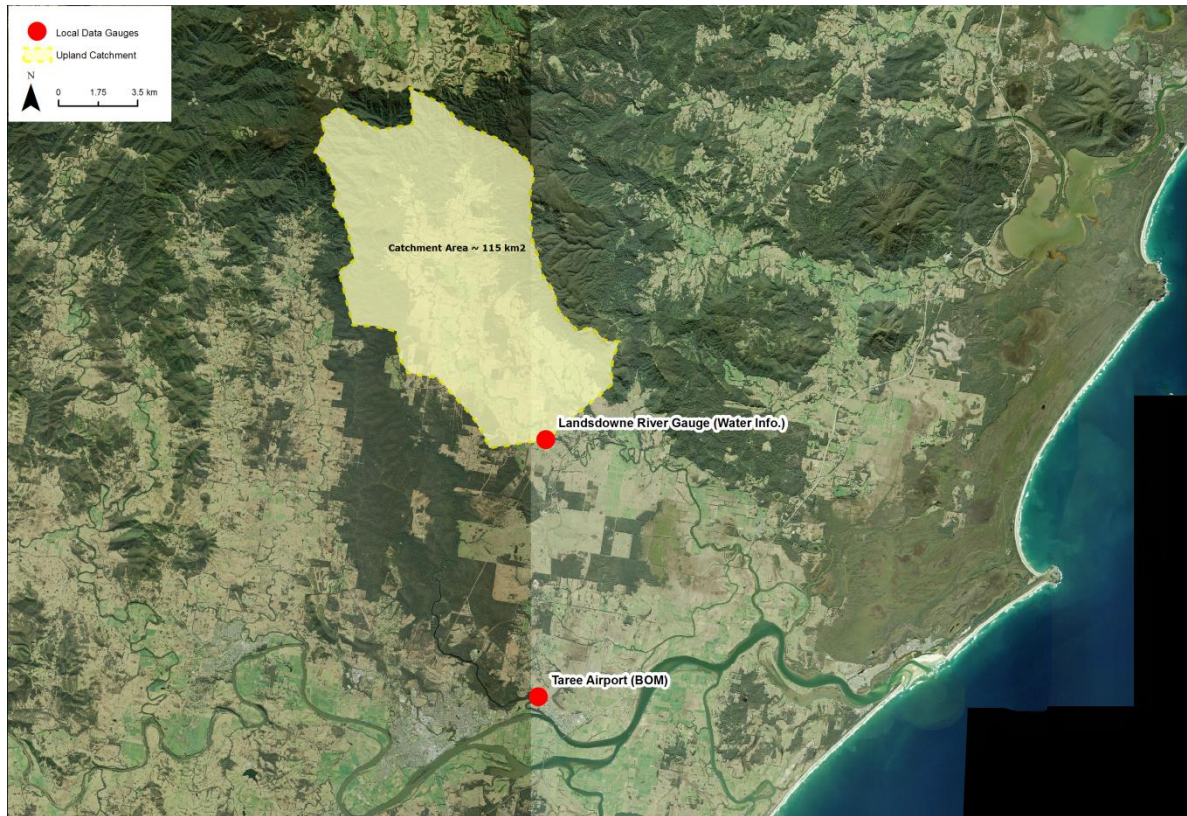 Local Data Gauges
Upland Catchment
N
0 1.75 3.5 km
Catchment Area ~ 115 km2
Landsdowne River Gauge (Water Info.)
Taree Airport (BOM)